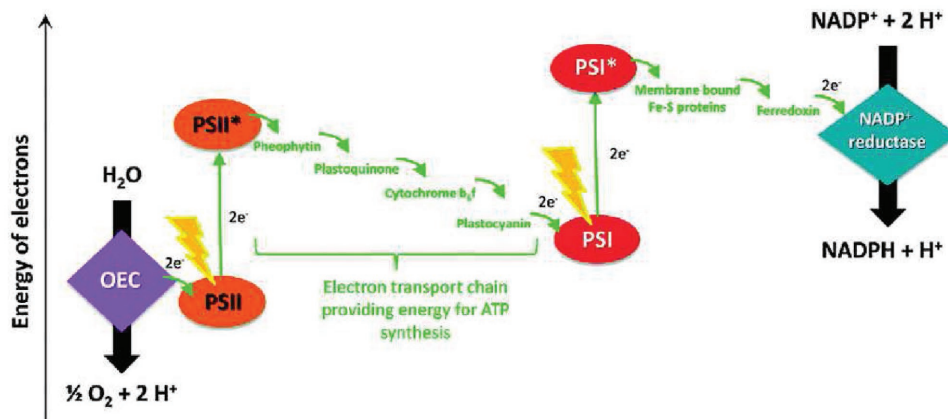 Energy of electrons
H₂O
OEC
½ O₂ + 2 H⁺
2e⁻
PSII
2e⁻
PSII*
Pheophytin
Plastoquinone
Cytochrome b₆f
Plastocyanin
Electron transport chain
providing energy for ATP
synthesis
2e⁻
PSI
2e⁻
PSI*
Membrane bound
Fe-S proteins
Ferredoxin
2e⁻
NADP⁺ + 2 H⁺
NADP⁺
reductase
NADPH + H⁺